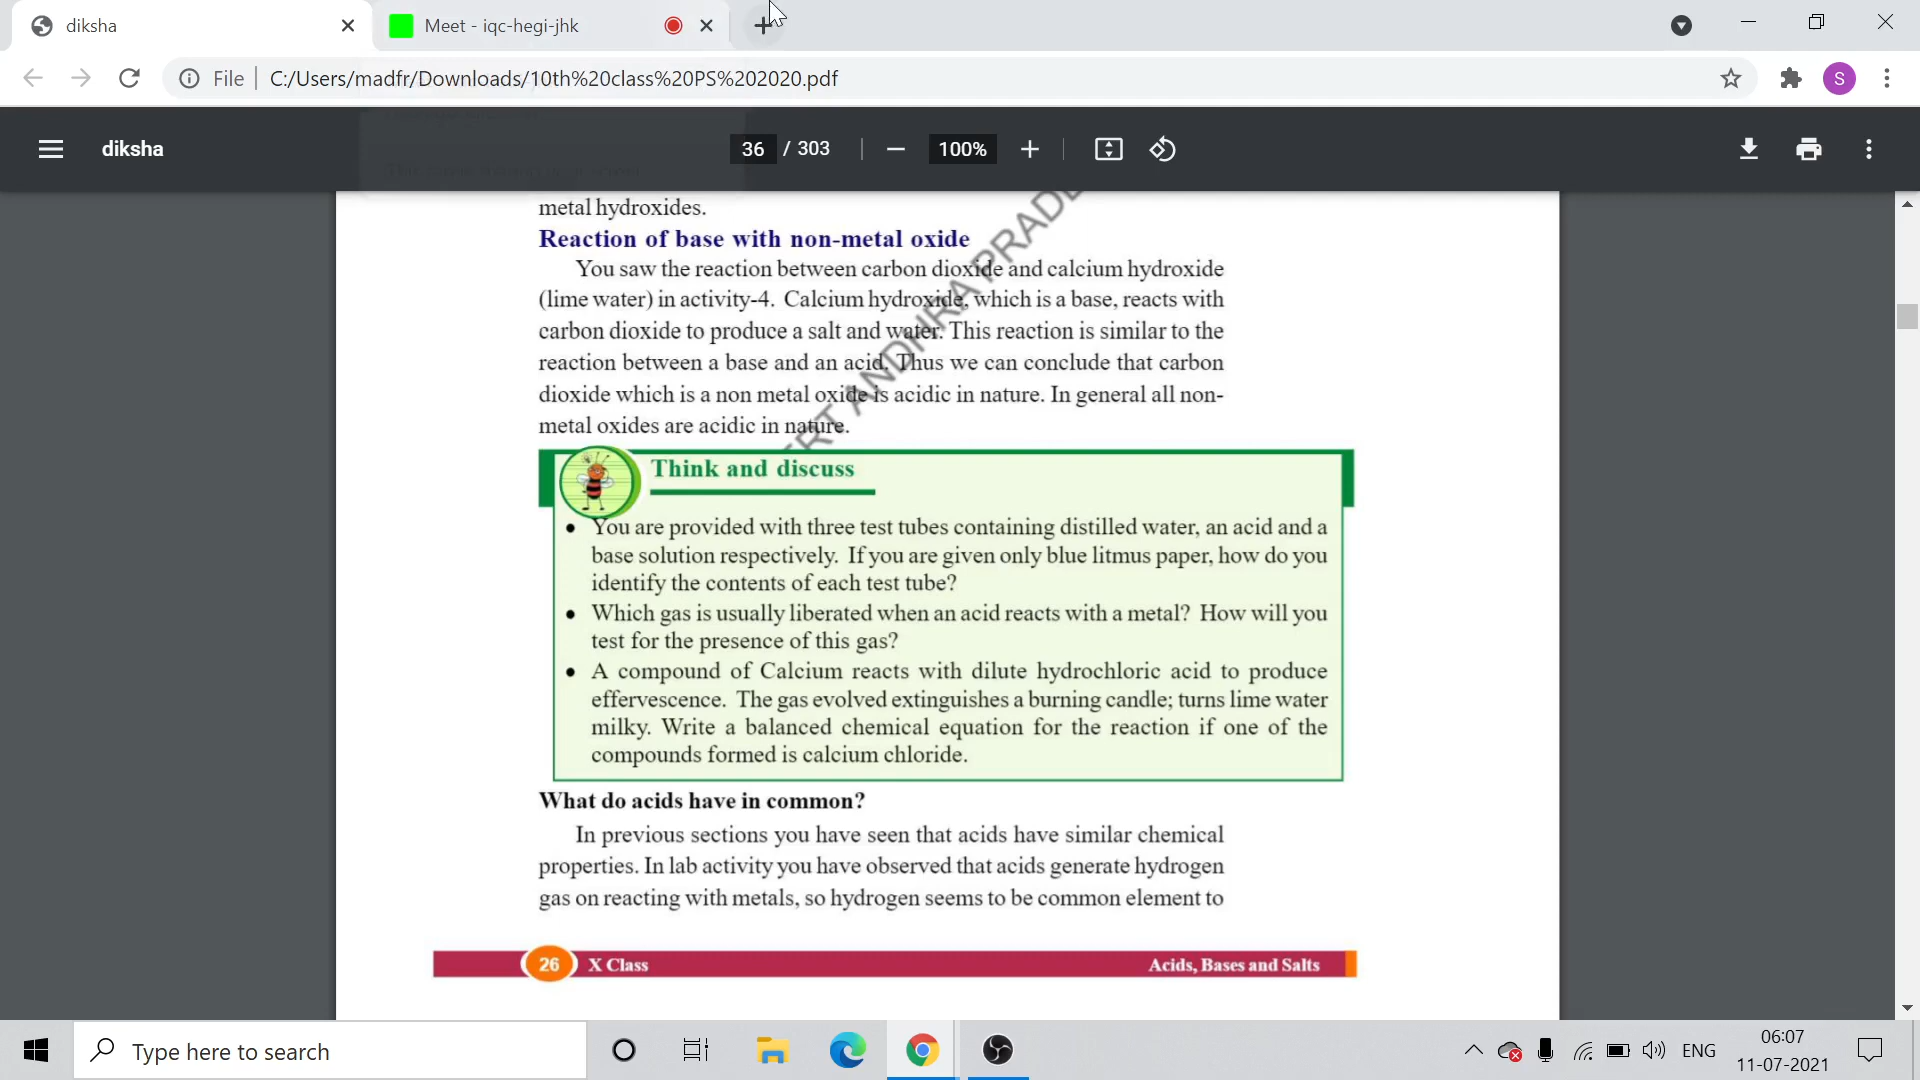 diksha
Meet - iqc-hegi-jhk
File
C:/Users/madfr/Downloads/10th%20class%20PS%202020.pdf
S
diksha
36 / 303
100%
metal hydroxides.
Reaction of base with non-metal oxide
You saw the reaction between carbon dioxide and calcium hydroxide
(lime water) in activity-4. Calcium hydroxide, which is a base, reacts with
carbon dioxide to produce a salt and water. This reaction is similar to the
reaction between a base and an acid. Thus we can conclude that carbon
dioxide which is a non metal oxide is acidic in nature. In general all non-
metal oxides are acidic in nature.
ERT ANDHRA PRADE
Think and discuss
• You are provided with three test tubes containing distilled water, an acid and a
base solution respectively. If you are given only blue litmus paper, how do you
identify the contents of each test tube?
• Which gas is usually liberated when an acid reacts with a metal? How will you
test for the presence of this gas?
• A compound of Calcium reacts with dilute hydrochloric acid to produce
effervescence. The gas evolved extinguishes a burning candle; turns lime water
milky. Write a balanced chemical equation for the reaction if one of the
compounds formed is calcium chloride.
What do acids have in common?
In previous sections you have seen that acids have similar chemical
properties. In lab activity you have observed that acids generate hydrogen
gas on reacting with metals, so hydrogen seems to be common element to
26 X Class
Acids, Bases and Salts
Type here to search
ENG
06:07
11-07-2021